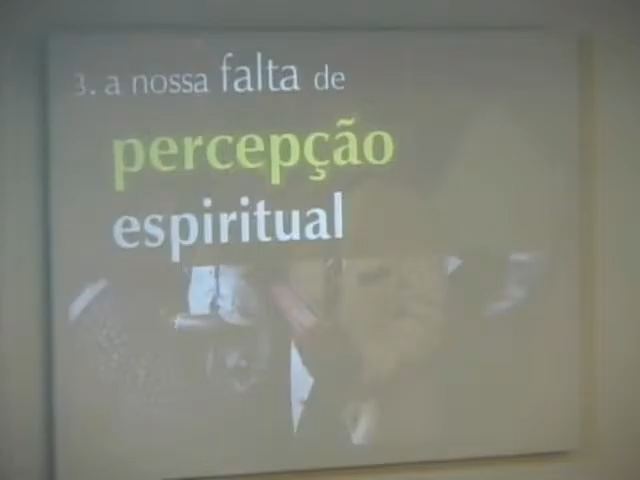 3. a nossa falta de
percepção
espiritual